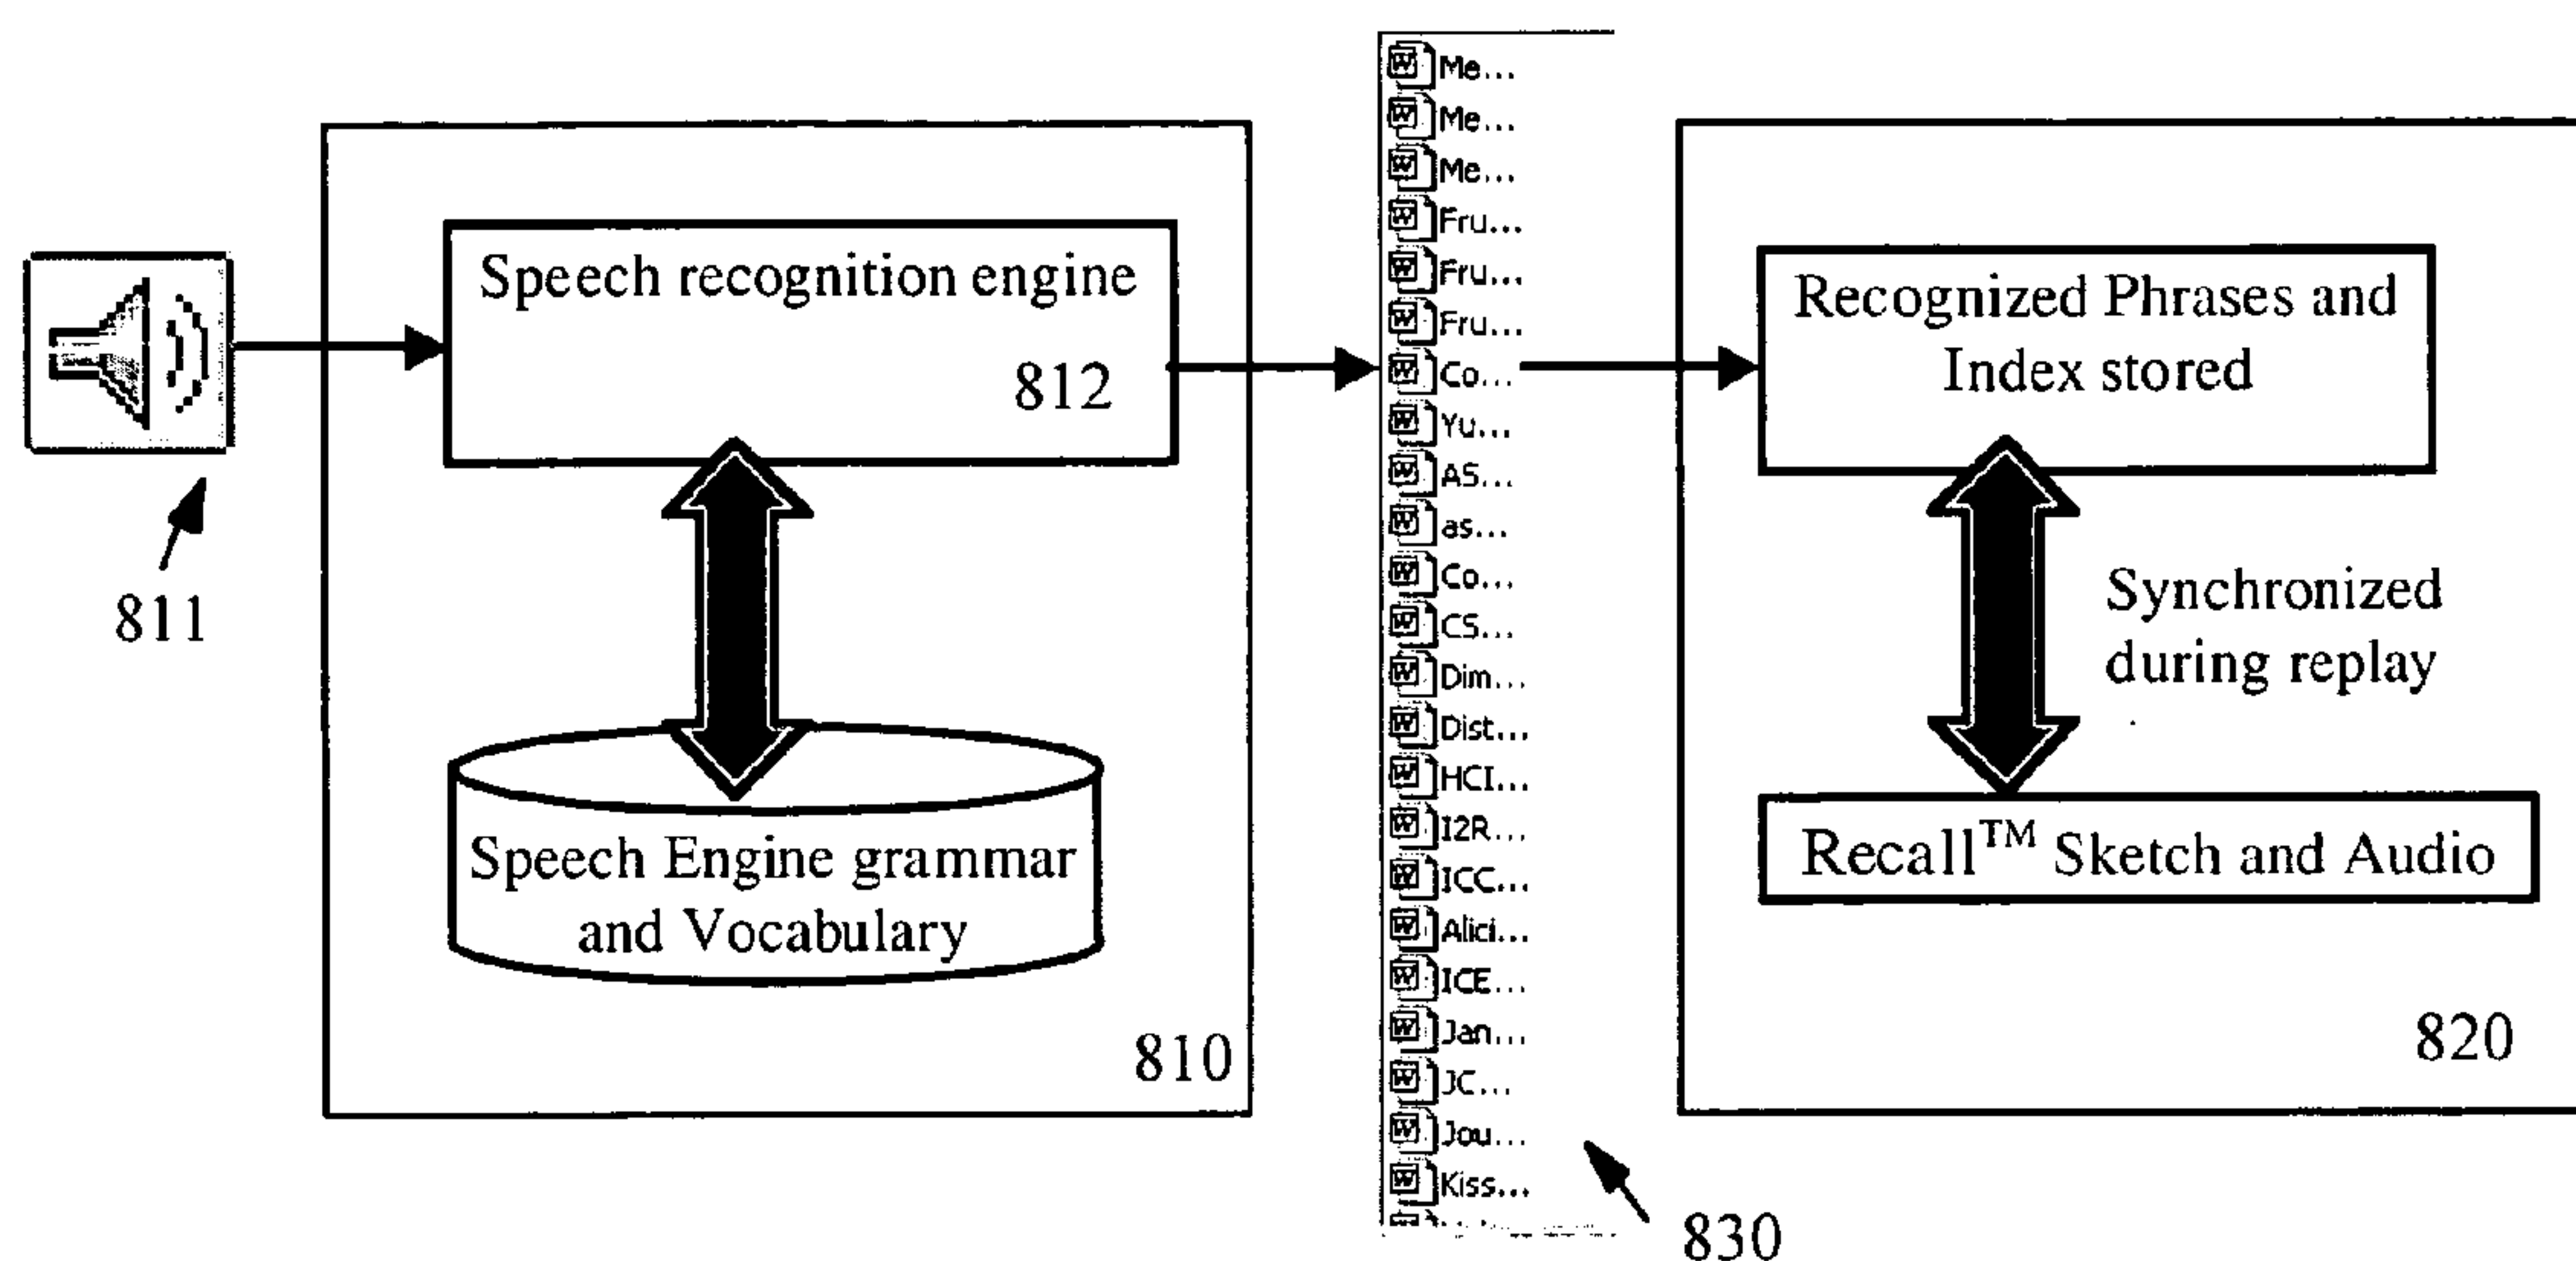 Speech recognition engine
812
811
Speech Engine grammar
and Vocabulary
810
Me...
Me...
Me...
Fru...
Fru...
Fru...
Co...
Yu...
AS...
as...
Co...
CS...
Dim...
Dist...
HCI...
I2R...
ICC...
Alici...
ICE...
Jan...
JC...
Jou...
Kiss...
830
Recognized Phrases and
Index stored
Synchronized
during replay
Recall™ Sketch and Audio
820